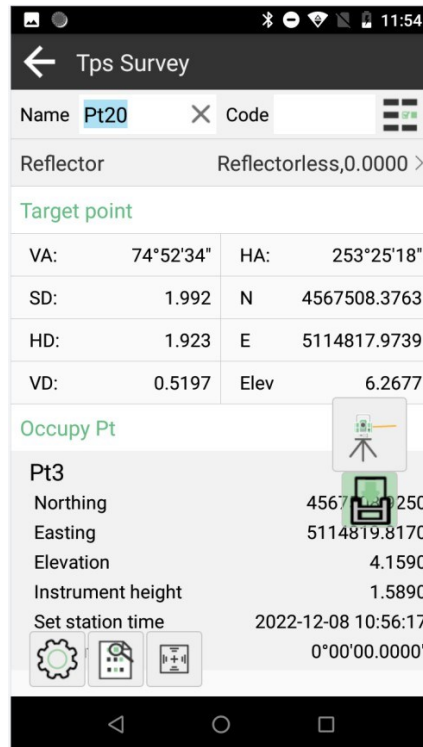 11:54
Tps Survey
Name Pt20 Code
Reflector Reflectorless,0.0000
Target point
VA: 74°52'34" HA: 253°25'18"
SD: 1.992 N 4567508.3763
HD: 1.923 E 5114817.9739
VD: 0.5197 Elev 6.2677
Occupy Pt
Pt3
Northing
Easting 5114819.8170
Elevation 4.1590
Instrument height 1.5890
Set station time 2022-12-08 10:56:17
0°00'00.0000"